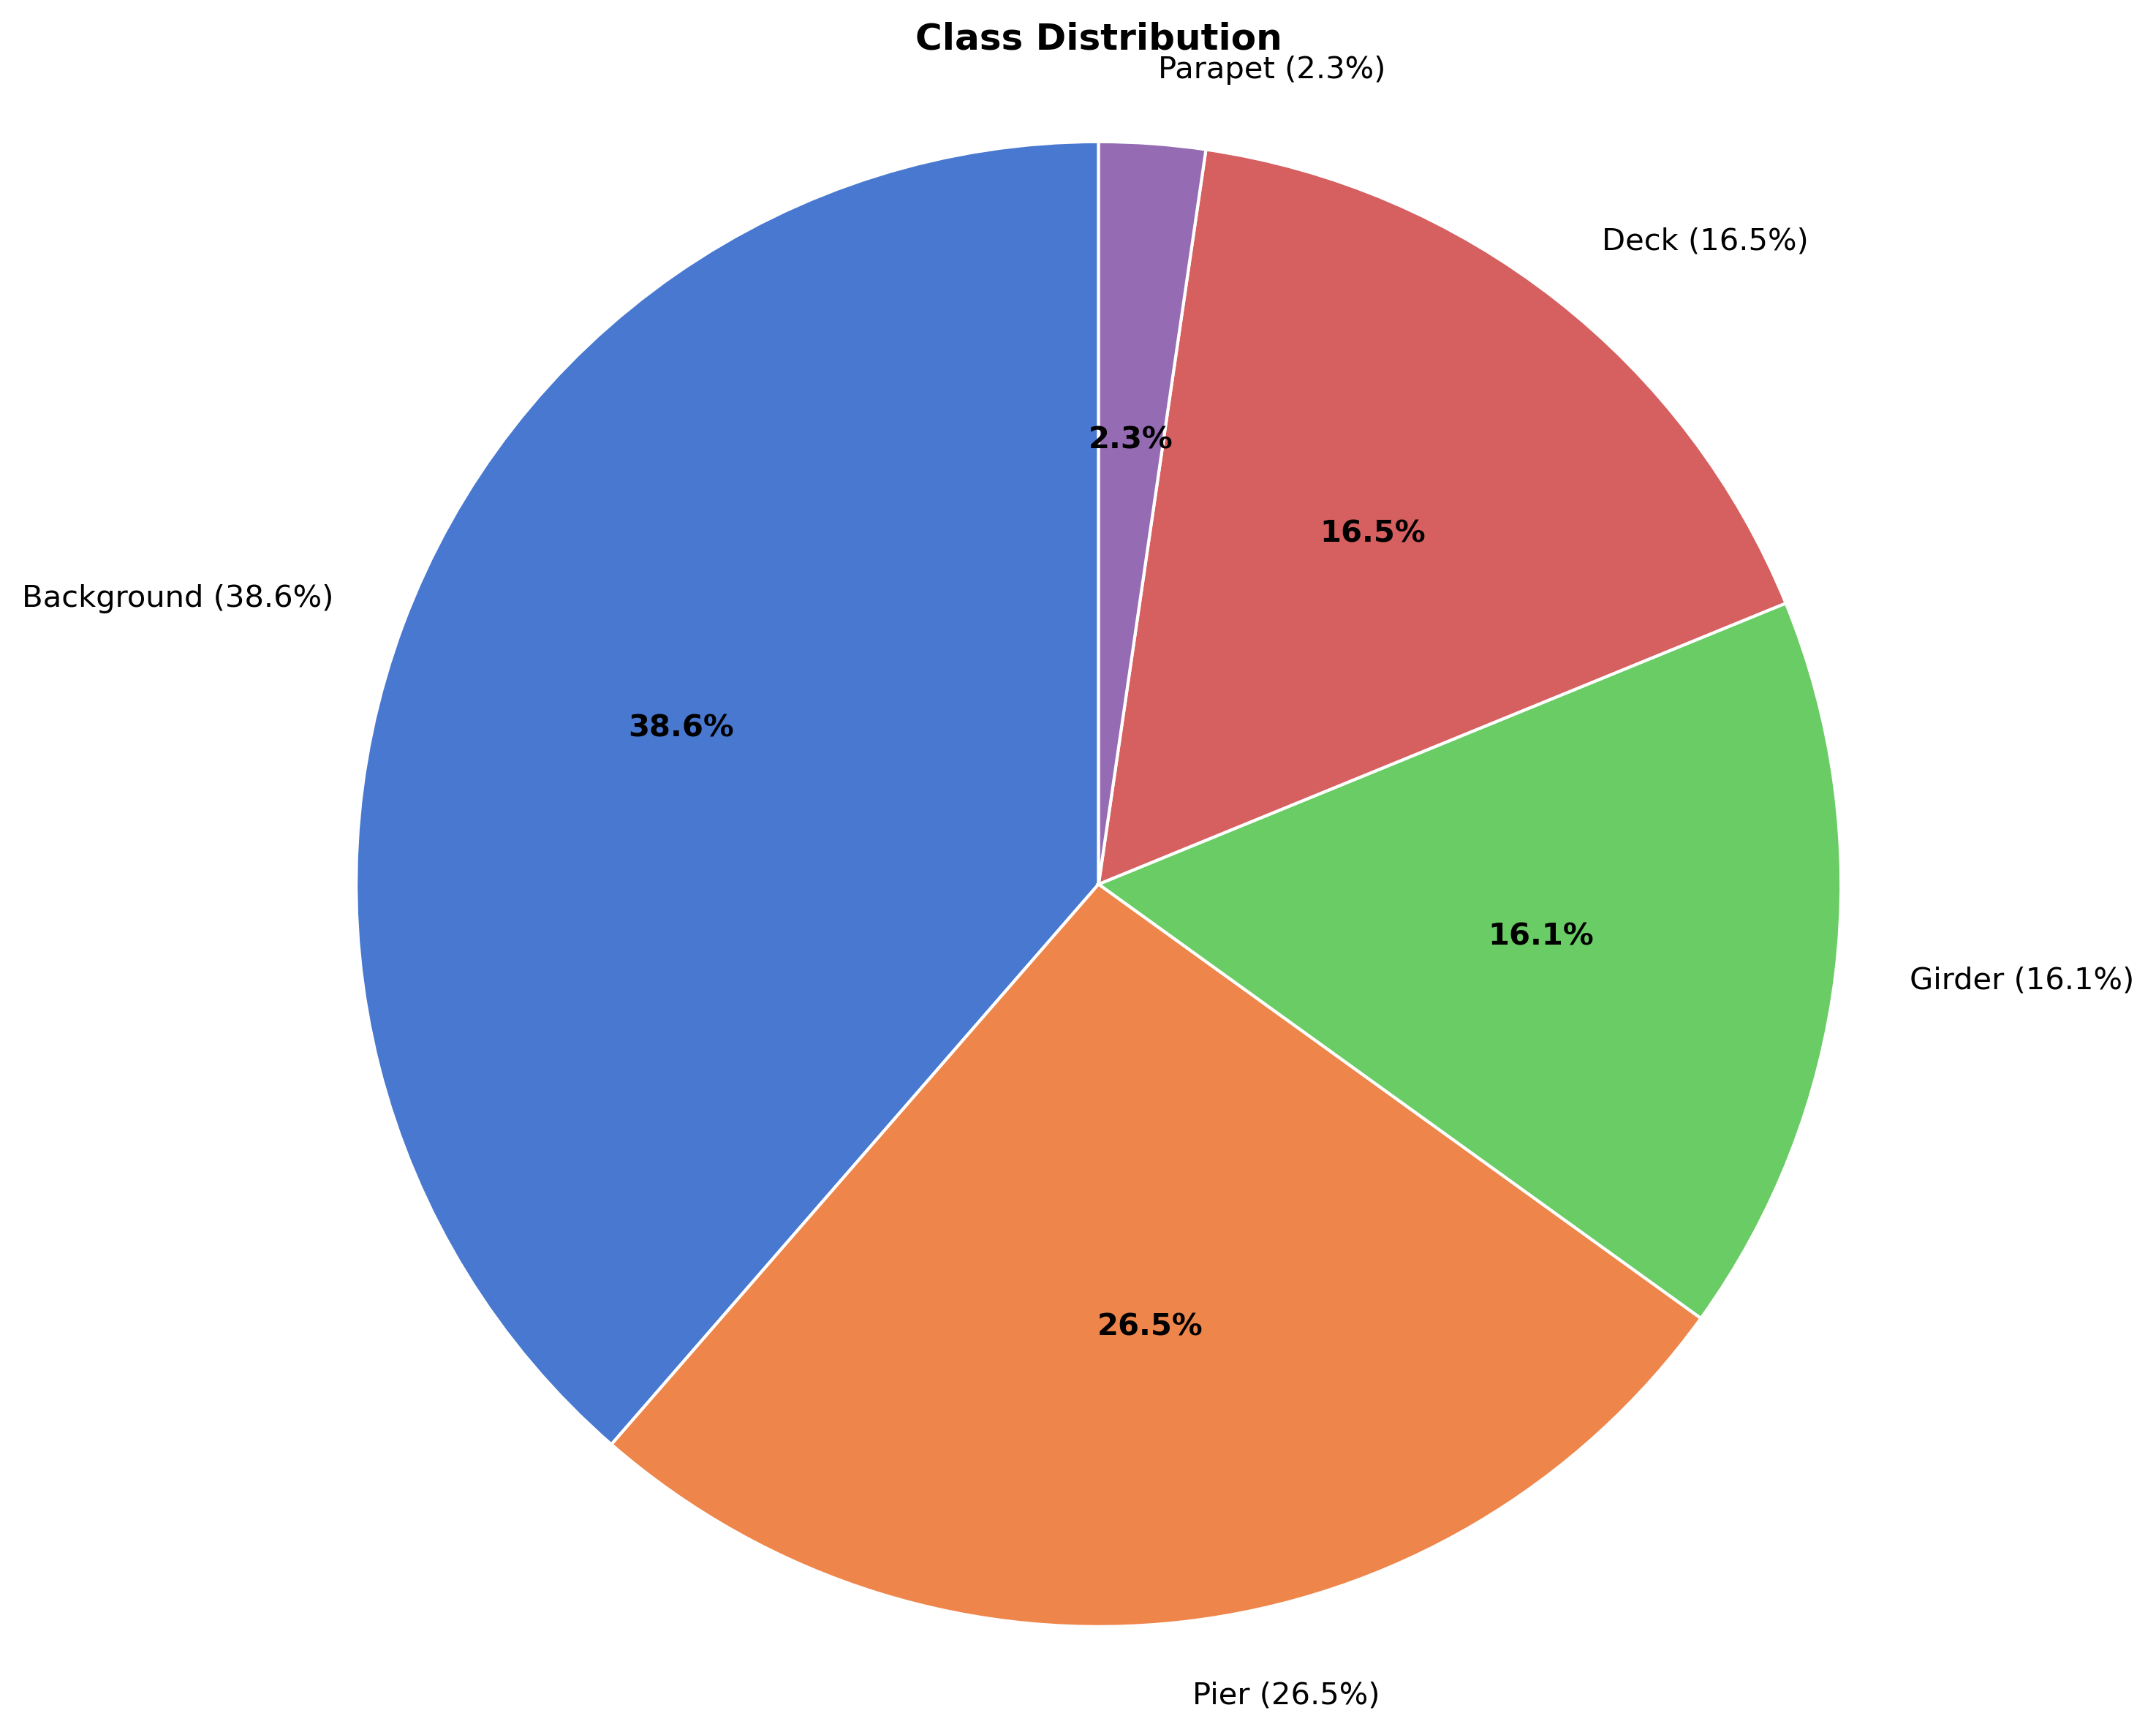 Class Distribution
Parapet (2.3%)
Deck (16.5%)
2.3%
16.5%
Background (38.6%)
38.6%
16.1%
Girder (16.1%)
26.5%
Pier (26.5%)